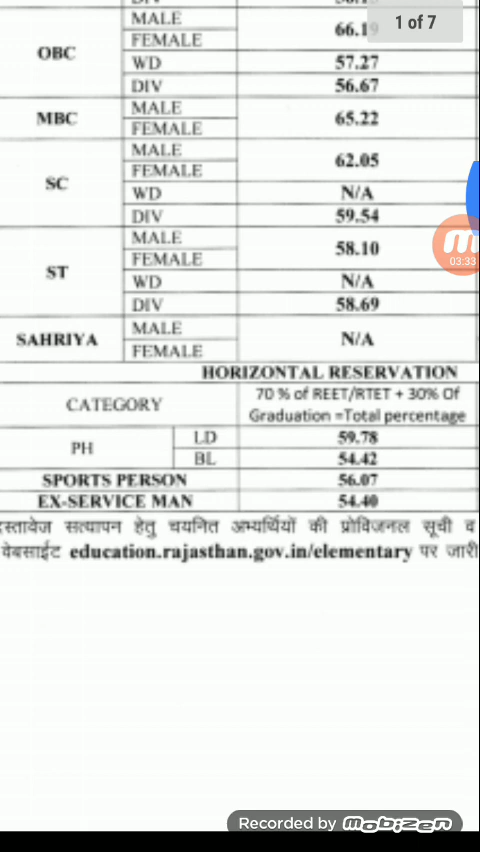 MALE
66.19
1 of 7
FEMALE
OBC
WD
57.27
DIV
56.67
MALE
MBC
65.22
FEMALE
MALE
62.05
FEMALE
SC
WD
N/A
DIV
59.54
MALE
58.10
FEMALE
ST
WD
N/A
DIV
58.69
03:33
MALE
SAHRIYA
N/A
FEMALE
HORIZONTAL RESERVATION
CATEGORY
70 % of REET/RTET + 30% Of
Graduation =Total percentage
PH
LD
59.78
BL
54.42
SPORTS PERSON
56.07
EX-SERVICE MAN
54.40
सत्यापन हेतु चयनित अभ्यर्थियों की प्रोविजनल सूची व
वेबसाईट education.rajasthan.gov.in/elementary पर जारी
Recorded by mobizen